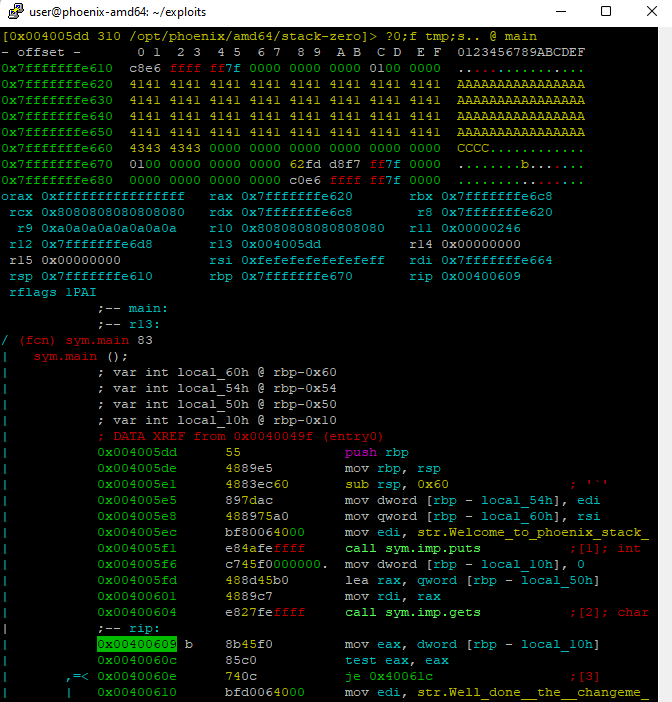 user@phoenix-amd64: ~/exploits
[0x004005dd 310 /opt/phoenix/amd64/stack-zero]> ?0;f tmp;s.. @ main
- offset - 0 1 2 3 4 5 6 7 8 9 A B C D E F 0123456789ABCDEF
0x7fffffffe610 c8e6 ffff ff7f 0000 0000 0000 0100 0000 ................
0x7fffffffe620 4141 4141 4141 4141 4141 4141 4141 4141 AAAAAAAAAAAAAAAA
0x7fffffffe630 4141 4141 4141 4141 4141 4141 4141 4141 AAAAAAAAAAAAAAAA
0x7fffffffe640 4141 4141 4141 4141 4141 4141 4141 4141 AAAAAAAAAAAAAAAA
0x7fffffffe650 4141 4141 4141 4141 4141 4141 4141 4141 AAAAAAAAAAAAAAAA
0x7fffffffe660 4343 4343 0000 0000 0000 0000 0000 0000 CCCC............
0x7fffffffe670 0100 0000 0000 0000 62fd d8f7 ff7f 0000 ........b.......
0x7fffffffe680 0000 0000 0000 0000 c0e6 ffff ff7f 0000 ................
orax 0xffffffffffffffff rax 0x7fffffffe620 rbx 0x7fffffffe6c8
rcx 0x8080808080808080 rdx 0x7fffffffe6c8 r8 0x7fffffffe620
r9 0xa0a0a0a0a0a0a0a r10 0x8080808080808080 r11 0x00000246
r12 0x7fffffffe6d8 r13 0x004005dd r14 0x00000000
r15 0x00000000 rsi 0xfefefefefefefeff rdi 0x7fffffffe664
rsp 0x7fffffffe610 rbp 0x7fffffffe670 rip 0x00400609
rflags 1PAI
;-- main:
;-- r13:
/ (fcn) sym.main 83
| sym.main ();
| ; var int local_60h @ rbp-0x60
| ; var int local_54h @ rbp-0x54
| ; var int local_50h @ rbp-0x50
| ; var int local_10h @ rbp-0x10
| ; DATA XREF from 0x0040049f (entry0)
| 0x004005dd 55 push rbp
| 0x004005de 4889e5 mov rbp, rsp
| 0x004005e1 4883ec60 sub rsp, 0x60 ; '`'
| 0x004005e5 897dac mov dword [rbp - local_54h], edi
| 0x004005e8 488975a0 mov qword [rbp - local_60h], rsi
| 0x004005ec bf80064000 mov edi, str.Welcome_to_phoenix_stack_
| 0x004005f1 e84afeffff call sym.imp.puts ;[1]; int
| 0x004005f6 c745f0000000. mov dword [rbp - local_10h], 0
| 0x004005fd 488d45b0 lea rax, qword [rbp - local_50h]
| 0x00400601 4889c7 mov rdi, rax
| 0x00400604 e827feffff call sym.imp.gets ;[2]; char
| ;-- rip:
| 0x00400609 b 8b45f0 mov eax, dword [rbp - local_10h]
| 0x0040060c 85c0 test eax, eax
| ,=< 0x0040060e 740c je 0x40061c ;[3]
| | 0x00400610 bfd0064000 mov edi, str.Well_done__the__changeme_